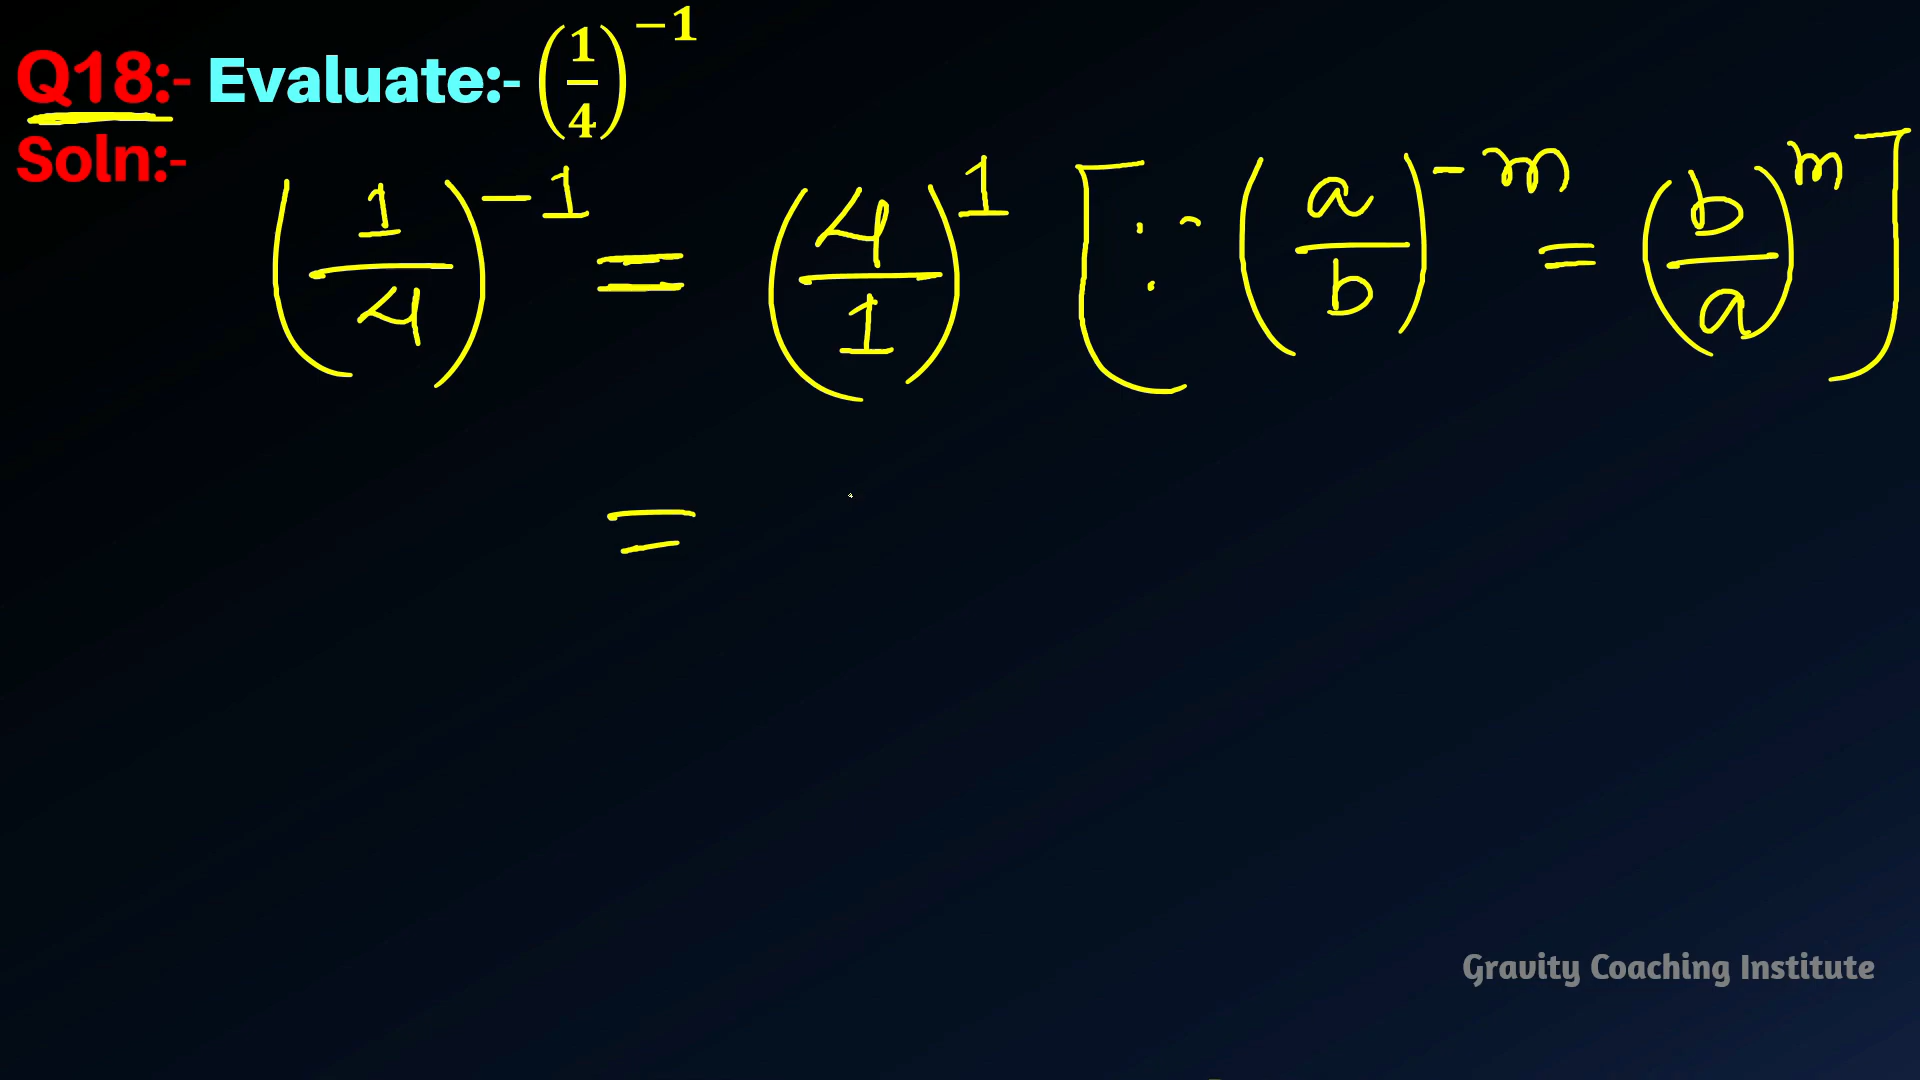 Q18:- Evaluate:- (1/4)^−1
Soln:-
(1/4)^−1 = (4/1)^1 [∵ (a/b)^-m = (b/a)^m]
=
Gravity Coaching Institute